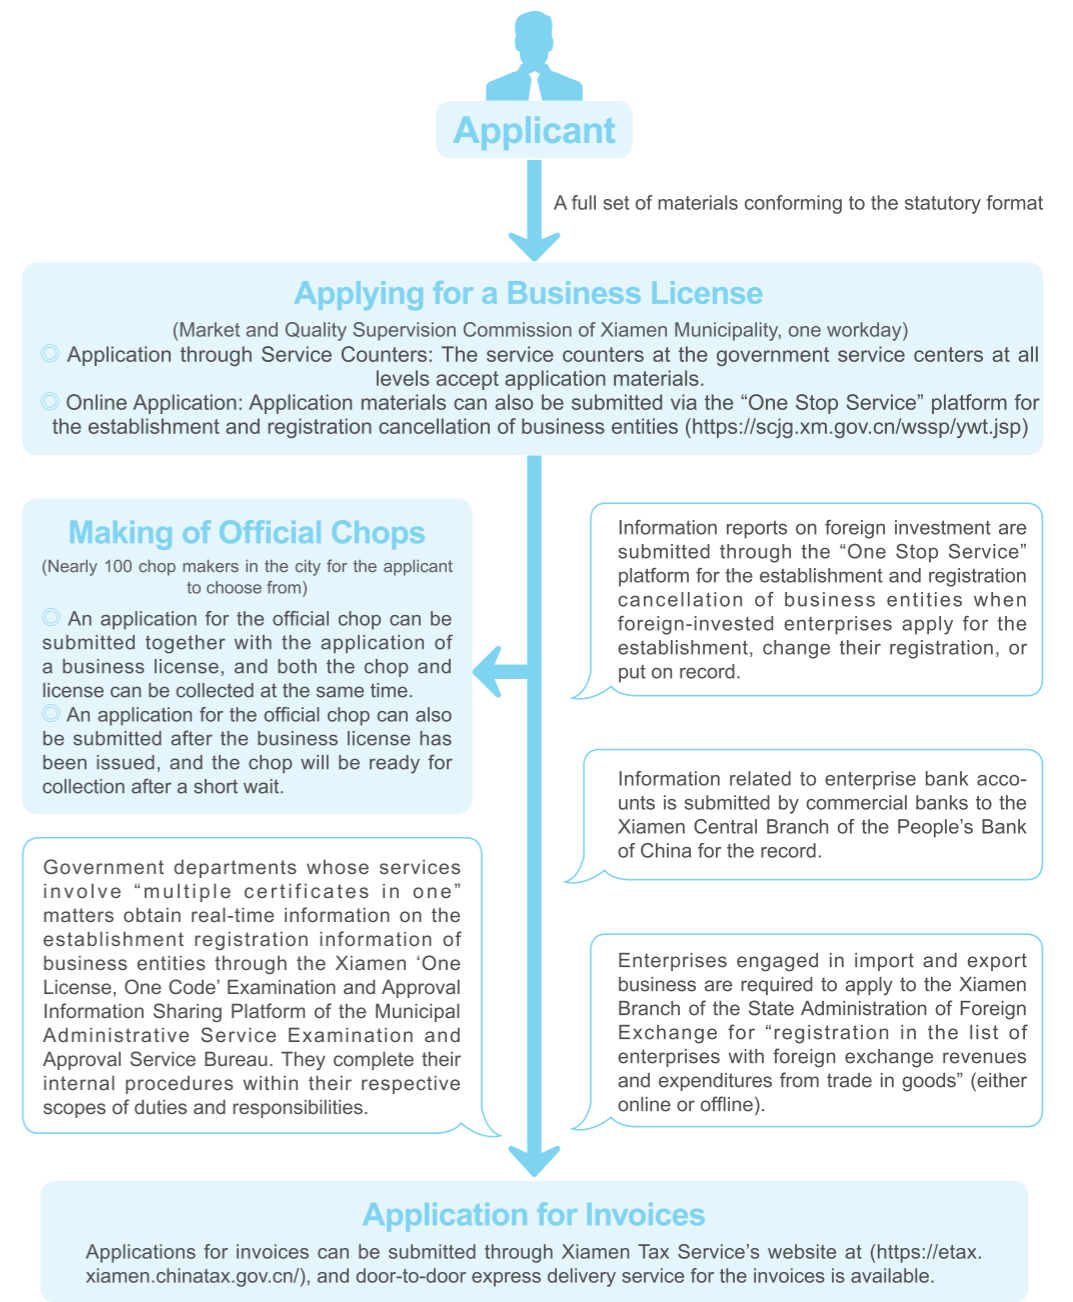 Applicant
A full set of materials conforming to the statutory format
Applying for a Business License
(Market and Quality Supervision Commission of Xiamen Municipality, one workday)
◎ Application through Service Counters: The service counters at the government service centers at all
levels accept application materials.
◎ Online Application: Application materials can also be submitted via the “One Stop Service” platform for
the establishment and registration cancellation of business entities (https://scjg.xm.gov.cn/wssp/ywt.jsp)
Making of Official Chops
(Nearly 100 chop makers in the city for the applicant
to choose from)
◎ An application for the official chop can be
submitted together with the application of
a business license, and both the chop and
license can be collected at the same time.
◎ An application for the official chop can also
be submitted after the business license has
been issued, and the chop will be ready for
collection after a short wait.
Information reports on foreign investment are
submitted through the “One Stop Service”
platform for the establishment and registration
cancellation of business entities when
foreign-invested enterprises apply for the
establishment, change their registration, or
put on record.
Information related to enterprise bank acco-
unts is submitted by commercial banks to the
Xiamen Central Branch of the People’s Bank
of China for the record.
Government departments whose services
involve “multiple certificates in one”
matters obtain real-time information on the
establishment registration information of
business entities through the Xiamen ‘One
License, One Code’ Examination and Approval
Information Sharing Platform of the Municipal
Administrative Service Examination and
Approval Service Bureau. They complete their
internal procedures within their respective
scopes of duties and responsibilities.
Enterprises engaged in import and export
business are required to apply to the Xiamen
Branch of the State Administration of Foreign
Exchange for “registration in the list of
enterprises with foreign exchange revenues
and expenditures from trade in goods” (either
online or offline).
Application for Invoices
Applications for invoices can be submitted through Xiamen Tax Service’s website at (https://etax.
xiamen.chinatax.gov.cn/), and door-to-door express delivery service for the invoices is available.